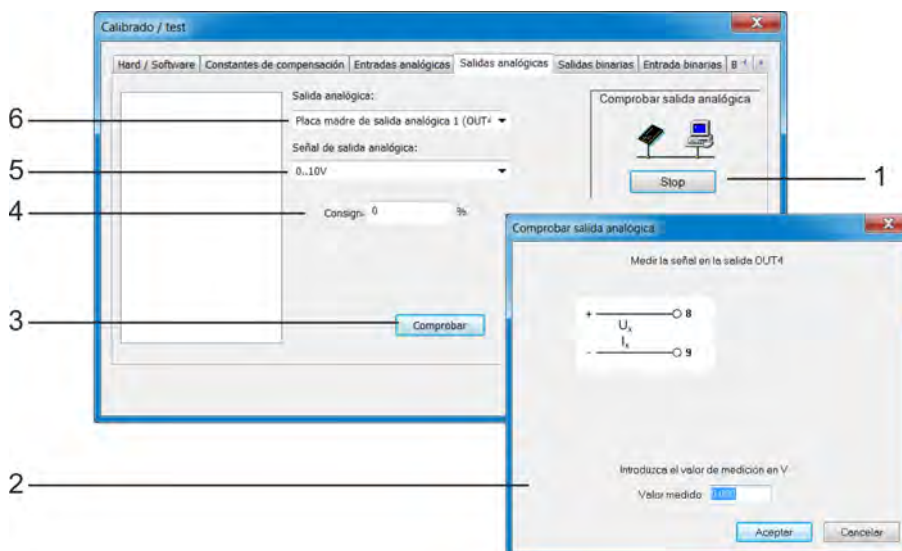 Calibrado / test
Hard / Software Constantes de compensación Entradas analógicas Salidas analógicas Salidas binarias Entrada binarias B
Salida analógica:
Placa madre de salida analógica 1 (OUT4
Señal de salida analógica:
0..10V
Consign- 0 %
Comprobar
Comprobar salida analógica
Stop
6
5
4
3
2
1
Comprobar salida analógica
Medir la señal en la salida OUT4
+ 8
Ux
Ix
- 9
Introduzca el valor de medición en V
Valor medido
Aceptar Cancelar